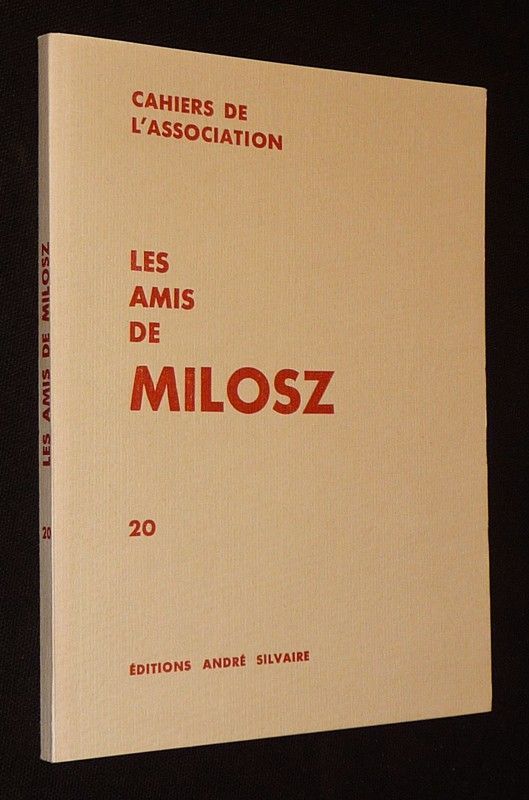 CAHIERS DE
L'ASSOCIATION
LES
AMIS
DE
MILOSZ
20
ÉDITIONS ANDRÉ SILVAIRE
LES AMIS DE MILOSZ
20